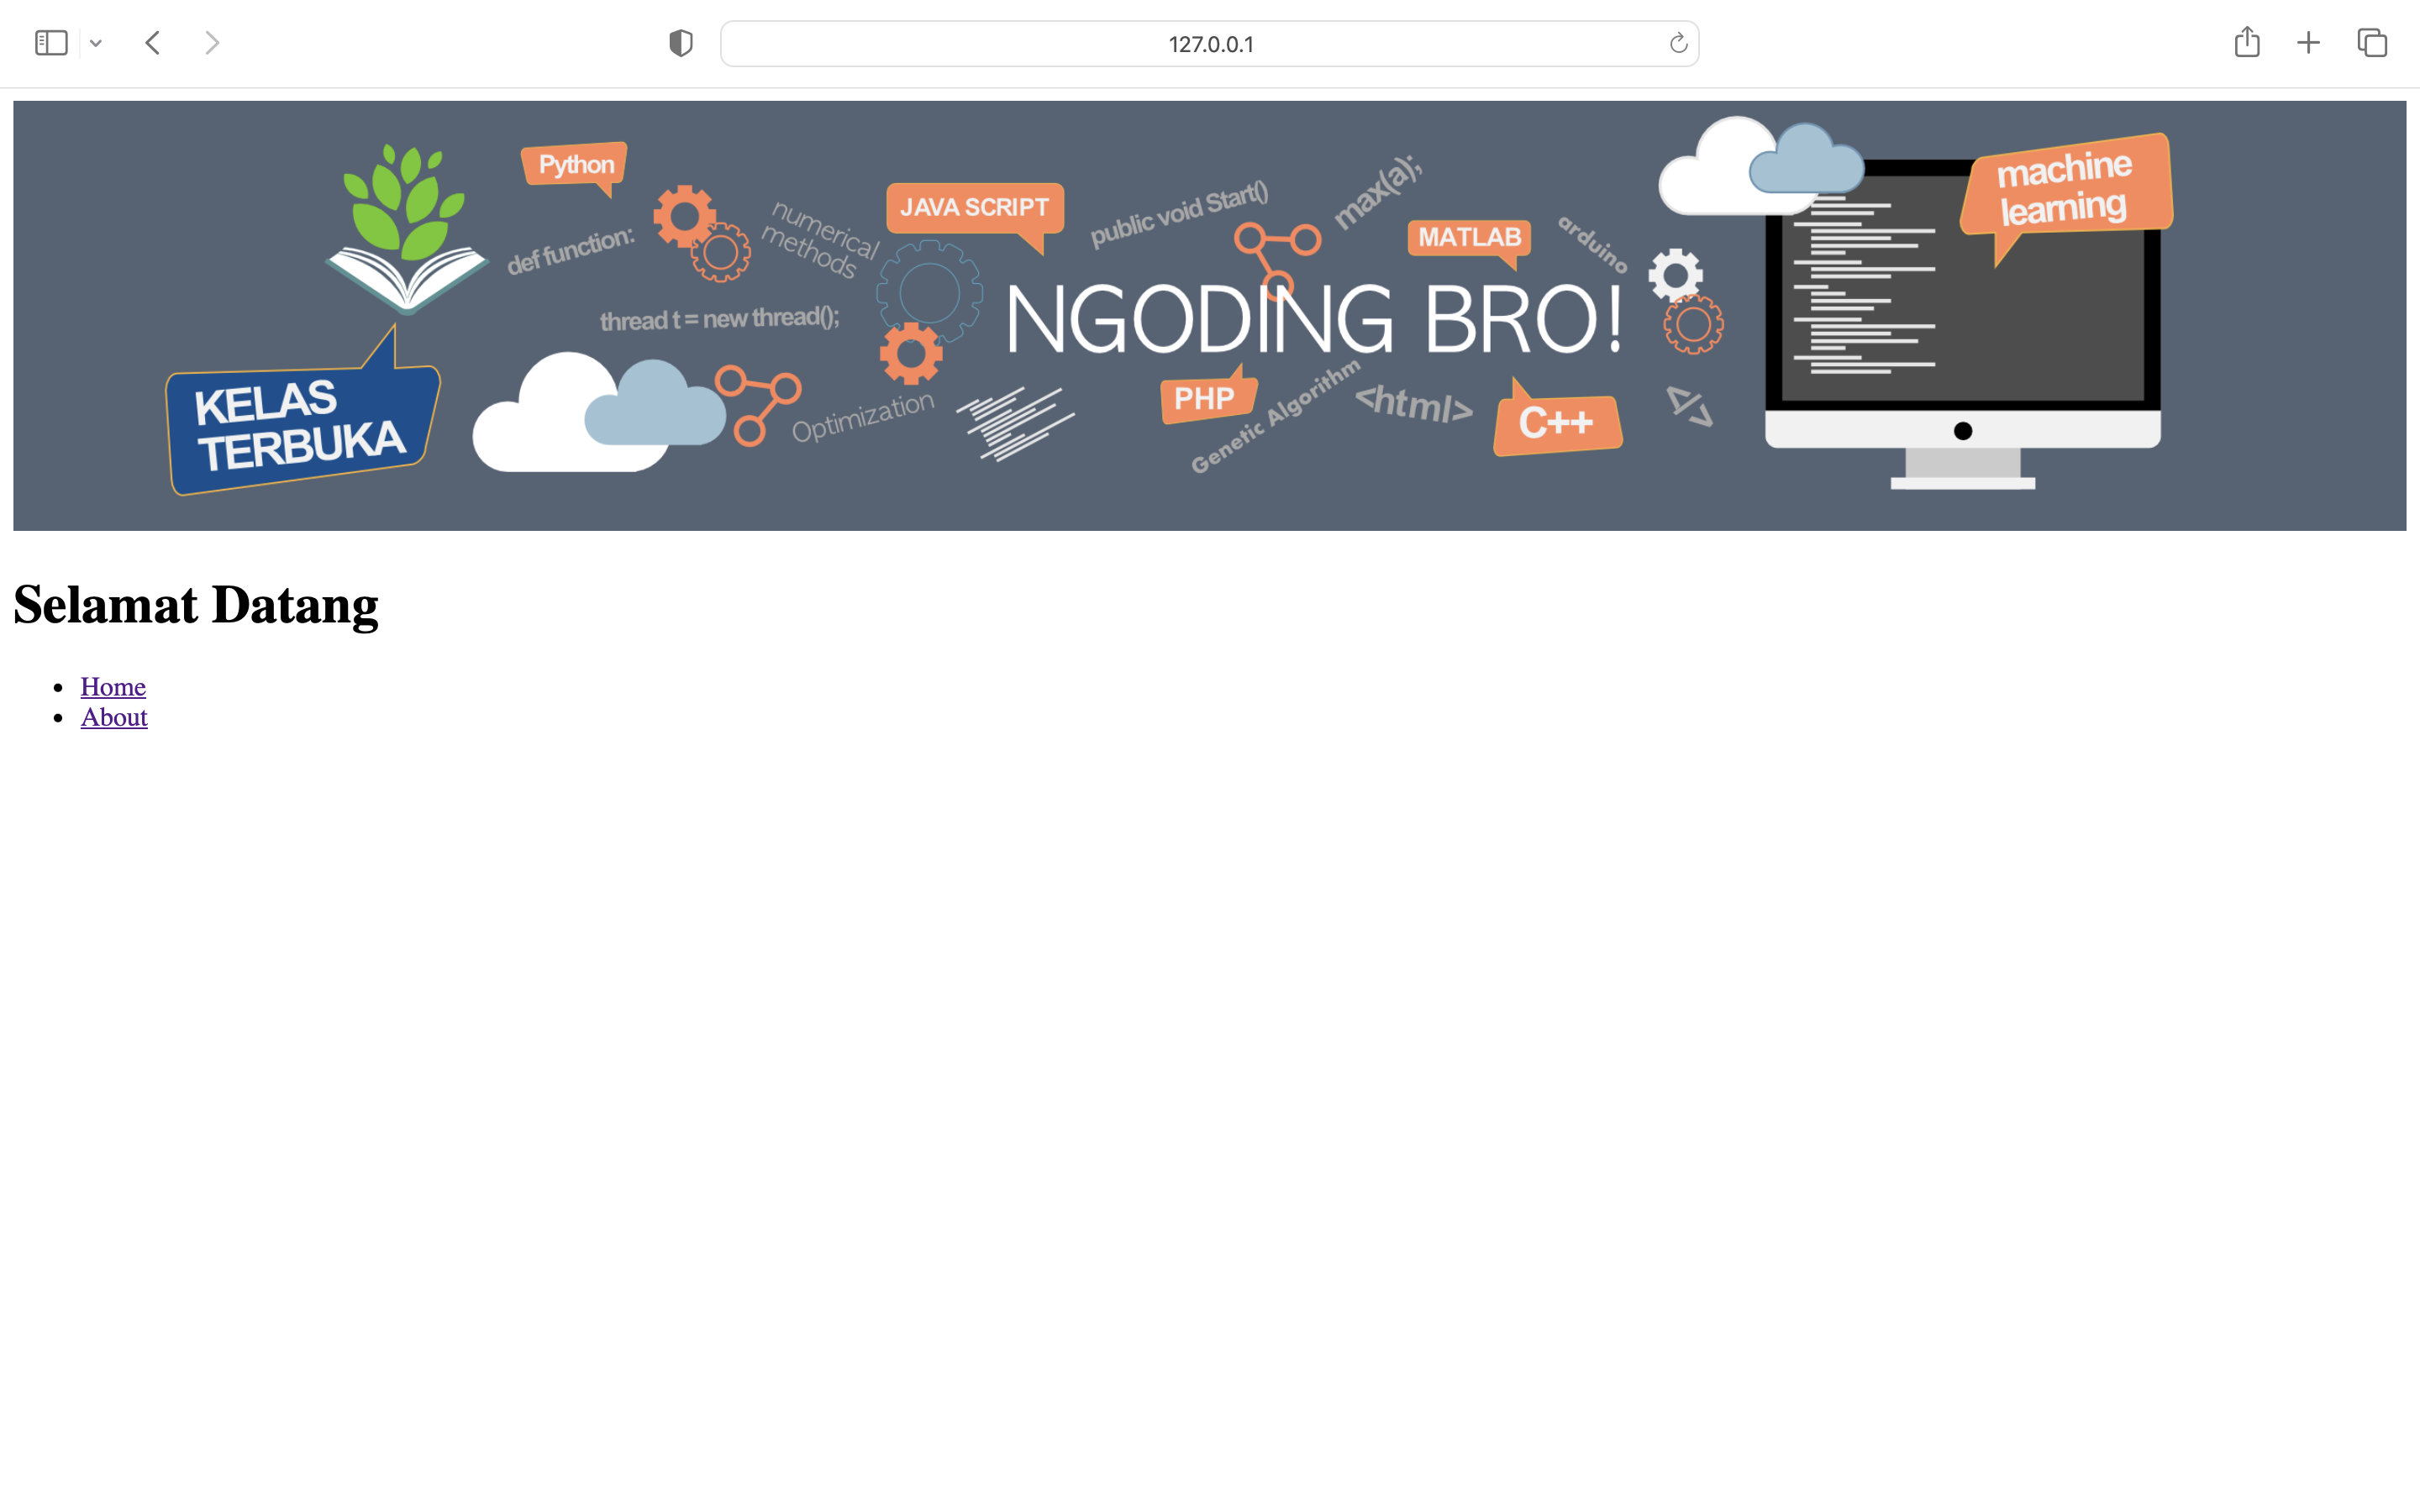 127.0.0.1
Python
def function:
numerical
methods
JAVA SCRIPT
public void Start()
max(a);
MATLAB
arduino
machine
learning
thread t = new thread();
NGODING BRO!
KELAS
TERBUKA
Optimization
PHP
Genetic Algorithm
<html>
C++
</>
Selamat Datang
Home
About